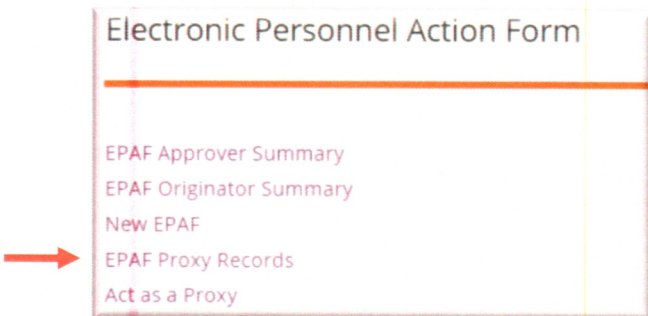 Electronic Personnel Action Form
EPAF Approver Summary
EPAF Originator Summary
New EPAF
EPAF Proxy Records
Act as a Proxy